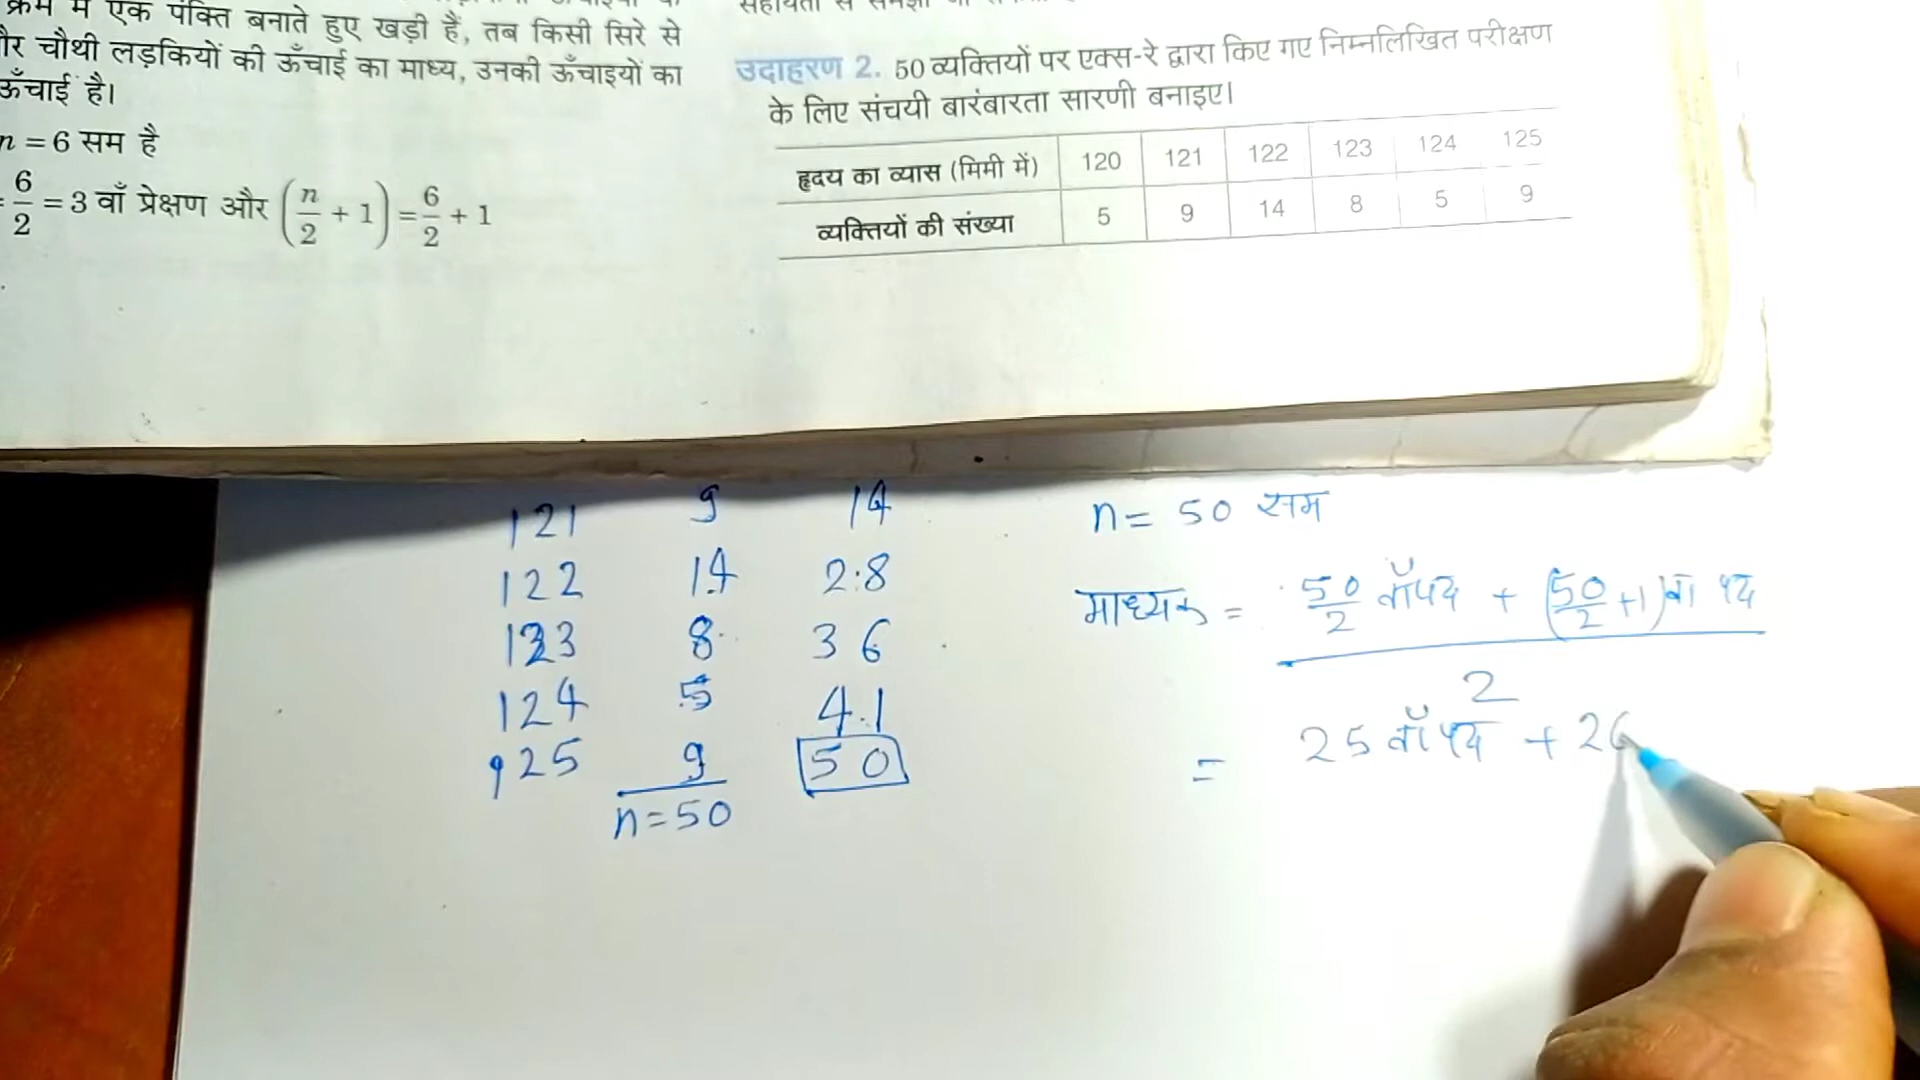 क्रम में एक पंक्ति बनाते हुए खड़ी हैं, तब किसी सिरे से
और चौथी लड़कियों की ऊँचाई का माध्य, उनकी ऊँचाइयों का
ऊँचाई है।
n = 6 सम है
6/2 = 3 वाँ प्रेक्षण और (n/2 + 1) = 6/2 + 1
उदाहरण 2. 50 व्यक्तियों पर एक्स-रे द्वारा किए गए निम्नलिखित परीक्षण
के लिए संचयी बारंबारता सारणी बनाइए।
हृदय का व्यास (मिमी में) 120 121 122 123 124 125
व्यक्तियों की संख्या 5 9 14 8 5 9
121 9 14
122 14 28
123 8 36
124 5 41
125 9 50
n=50
n= 50 सम
माध्यक = 50/2 वाँ पद + (50/2 +1) वा पद
2
= 25 वाँ पद + 26